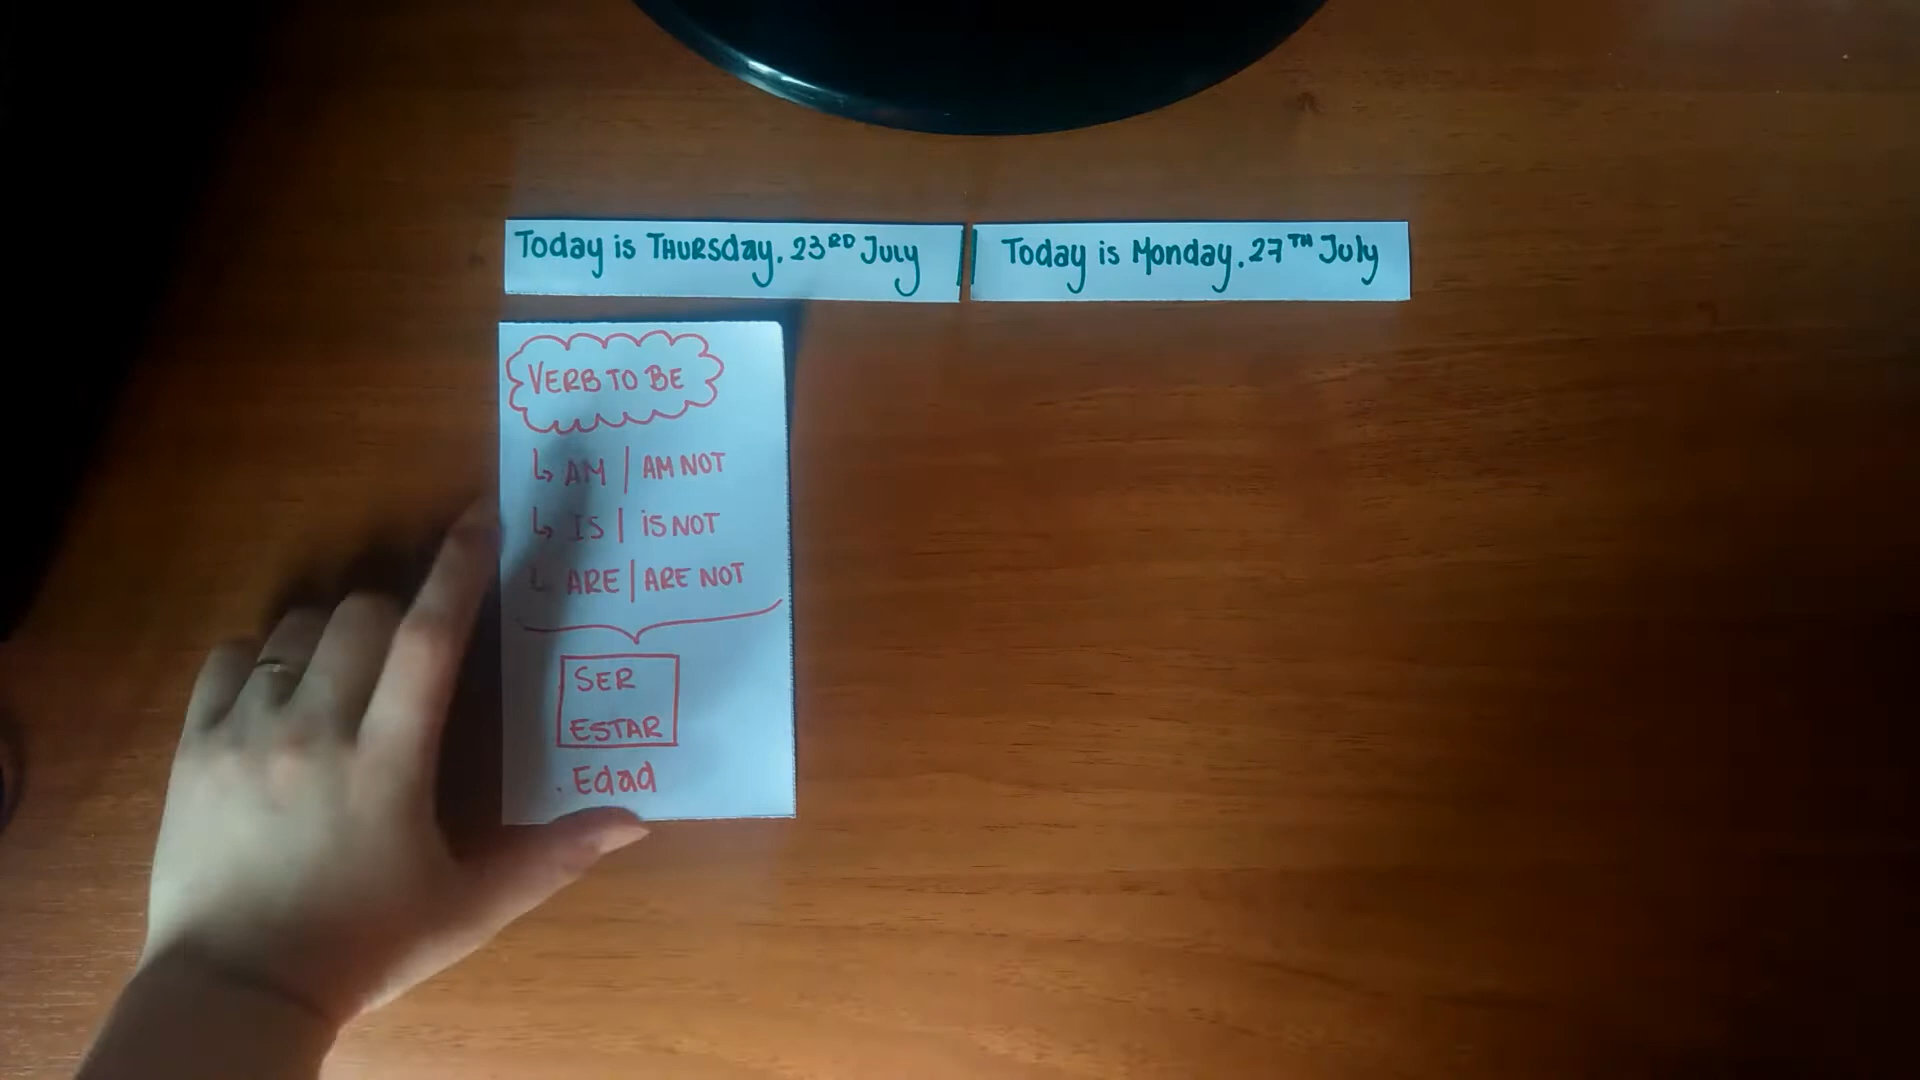 Today is THURSday, 23RD July
Today is Monday, 27TH July
VERB TO BE
↳ AM | AM NOT
↳ IS | iS NOT
↳ ARE | ARE NOT
SER
ESTAR
. Edad